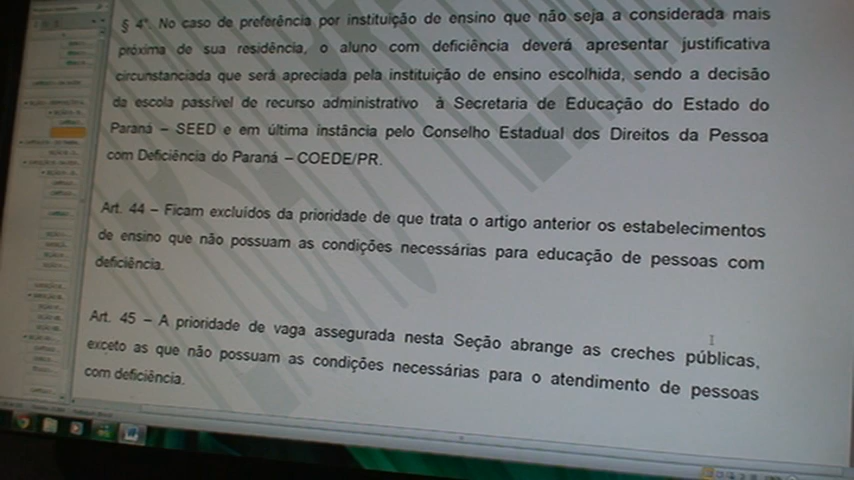 § 4°. No caso de preferência por instituição de ensino que não seja a considerada mais
próxima de sua residência, o aluno com deficiência deverá apresentar justificativa
circunstanciada que será apreciada pela instituição de ensino escolhida, sendo a decisão
da escola passível de recurso administrativo à Secretaria de Educação do Estado do
Paraná – SEED e em última instância pelo Conselho Estadual dos Direitos da Pessoa
com Deficiência do Paraná – COEDE/PR.
Art. 44 – Ficam excluídos da prioridade de que trata o artigo anterior os estabelecimentos
de ensino que não possuam as condições necessárias para educação de pessoas com
deficiência.
Art. 45 – A prioridade de vaga assegurada nesta Seção abrange as creches públicas,
exceto as que não possuam as condições necessárias para o atendimento de pessoas
com deficiência.